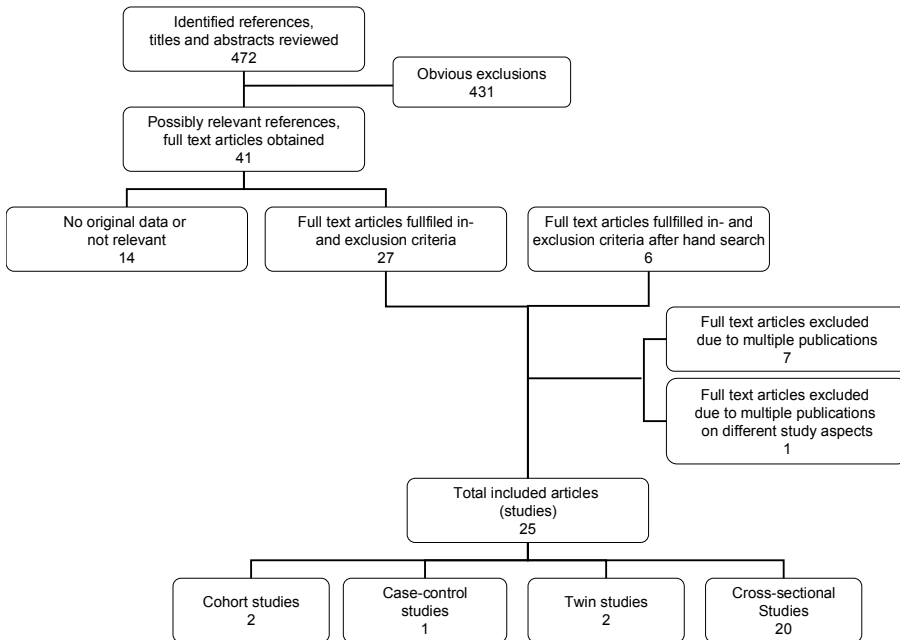 Identified references,
titles and abstracts reviewed
472
Obvious exclusions
431
Possibly relevant references,
full text articles obtained
41
No original data or
not relevant
14
Full text articles fullfiled in-
and exclusion criteria
27
Full text articles fullfilled in- and
exclusion criteria after hand search
6
Full text articles excluded
due to multiple publications
7
Full text articles excluded
due to multiple publications
on different study aspects
1
Total included articles
(studies)
25
Cohort studies
2
Case-control
studies
1
Twin studies
2
Cross-sectional
Studies
20